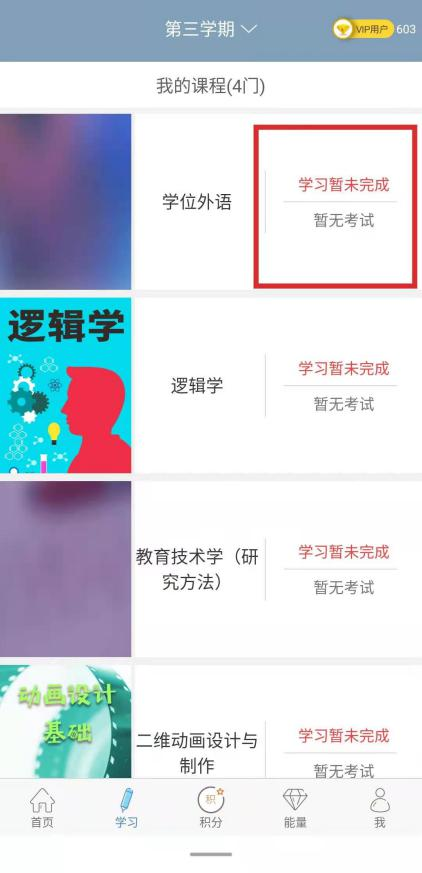 第三学期
VIP用户 603
我的课程(4门)
学位外语
学习暂未完成
暂无考试
逻辑学
逻辑学
学习暂未完成
暂无考试
教育技术学（研
究方法）
学习暂未完成
暂无考试
动画设计
基础
二维动画设计与
制作
学习暂未完成
暂无考试
首页
学习
积
积分
能量
我